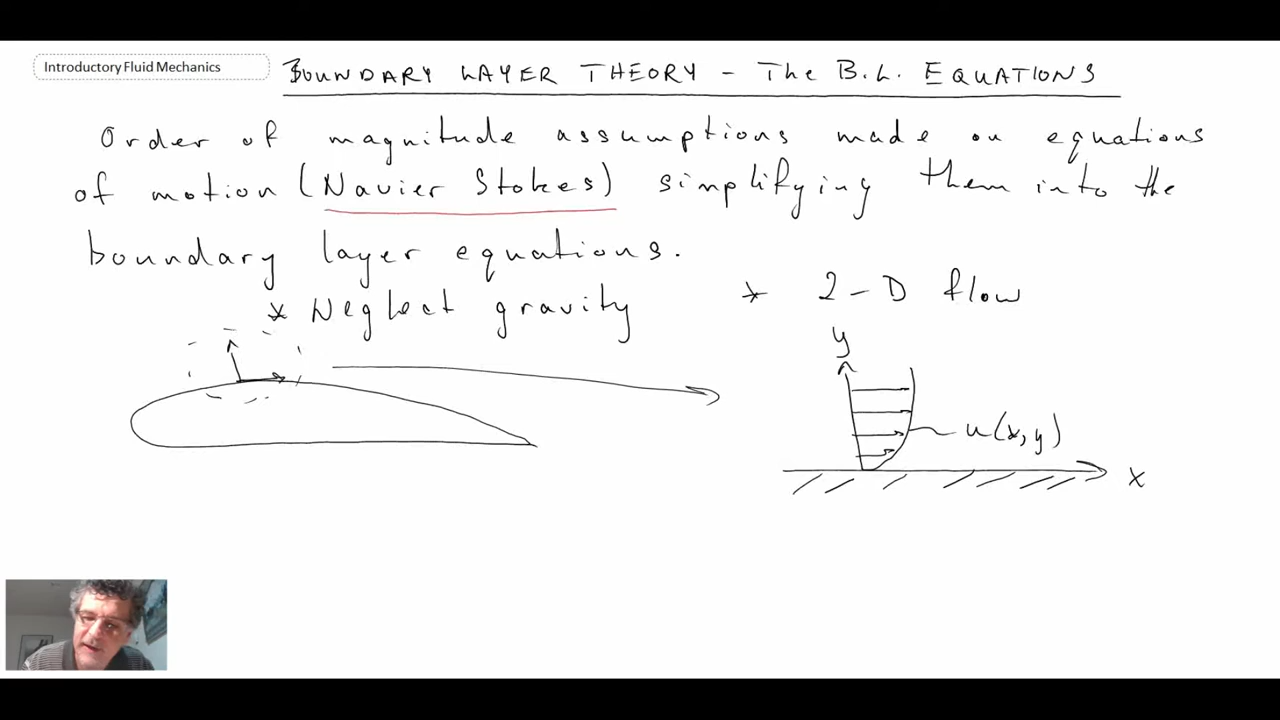 Introductory Fluid Mechanics
BOUNDARY LAYER THEORY - The B.L. EQUATIONS
Order of magnitude assumptions made on equations
of motion (Navier Stokes) simplifying them into the
boundary layer equations.
* Neglect gravity
* 2-D flow
y
u(x,y)
x